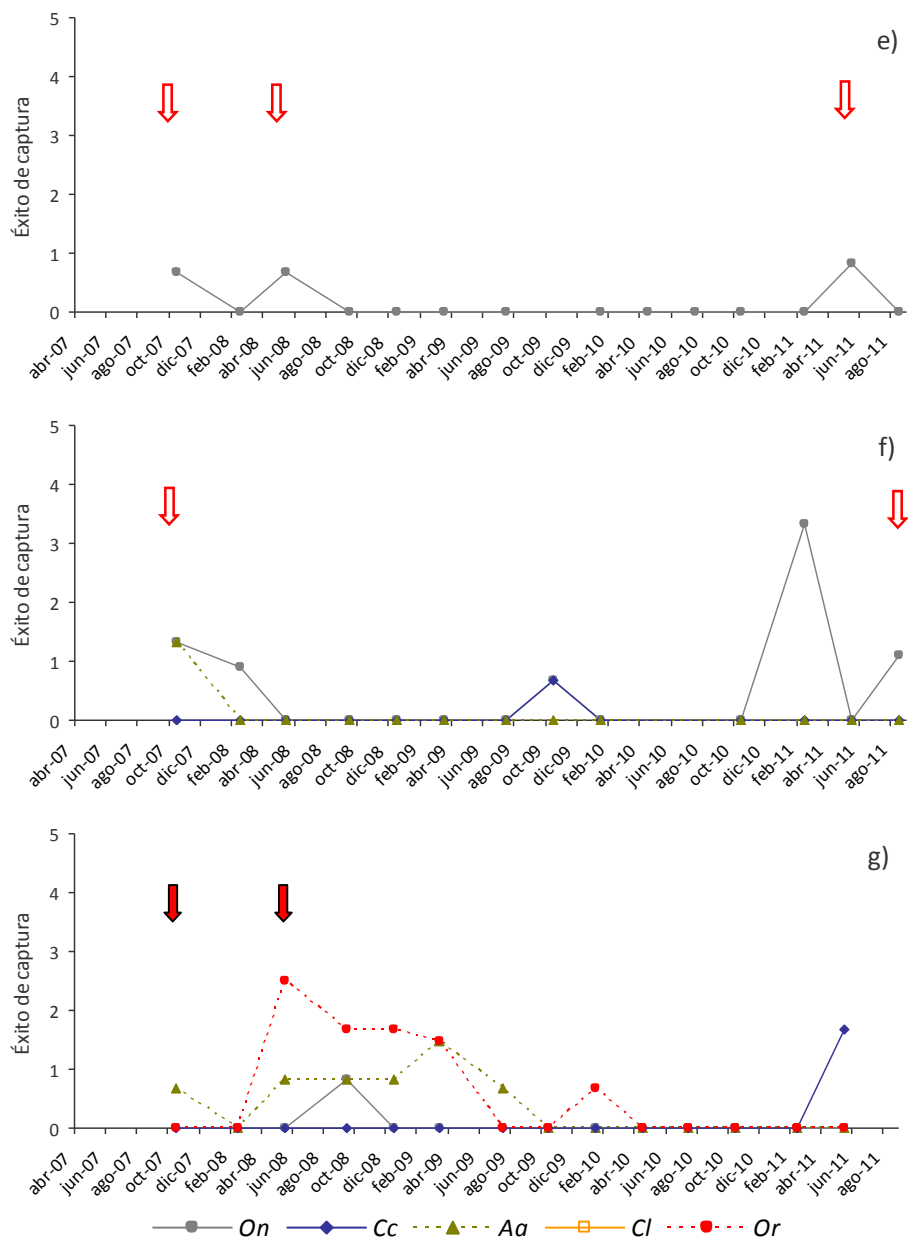 e)
Éxito de captura
5
4
3
2
1
0
abr-07 jun-07 ago-07 oct-07 dic-07 feb-08 abr-08 jun-08 ago-08 oct-08 dic-08 feb-09 abr-09 jun-09 ago-09 oct-09 dic-09 feb-10 abr-10 jun-10 ago-10 oct-10 dic-10 feb-11 abr-11 jun-11 ago-11
f)
Éxito de captura
5
4
3
2
1
0
abr-07 jun-07 ago-07 oct-07 dic-07 feb-08 abr-08 jun-08 ago-08 oct-08 dic-08 feb-09 abr-09 jun-09 ago-09 oct-09 dic-09 feb-10 abr-10 jun-10 ago-10 oct-10 dic-10 feb-11 abr-11 jun-11 ago-11
g)
Éxito de captura
5
4
3
2
1
0
abr-07 jun-07 ago-07 oct-07 dic-07 feb-08 abr-08 jun-08 ago-08 oct-08 dic-08 feb-09 abr-09 jun-09 ago-09 oct-09 dic-09 feb-10 abr-10 jun-10 ago-10 oct-10 dic-10 feb-11 abr-11 jun-11 ago-11
On Cc Aa Cl Or